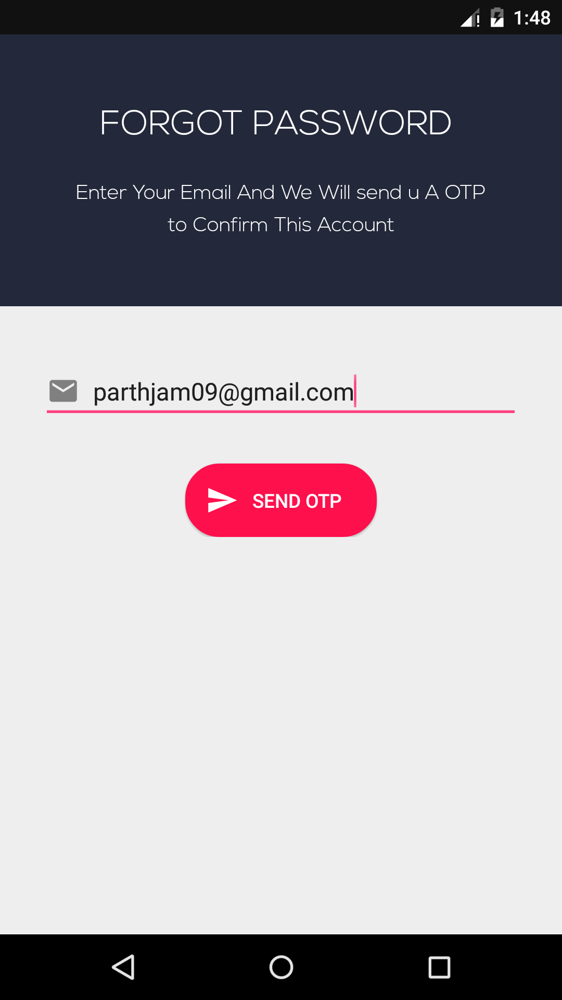 1:48
FORGOT PASSWORD
Enter Your Email And We Will send u A OTP
to Confirm This Account
parthjam09@gmail.com
SEND OTP